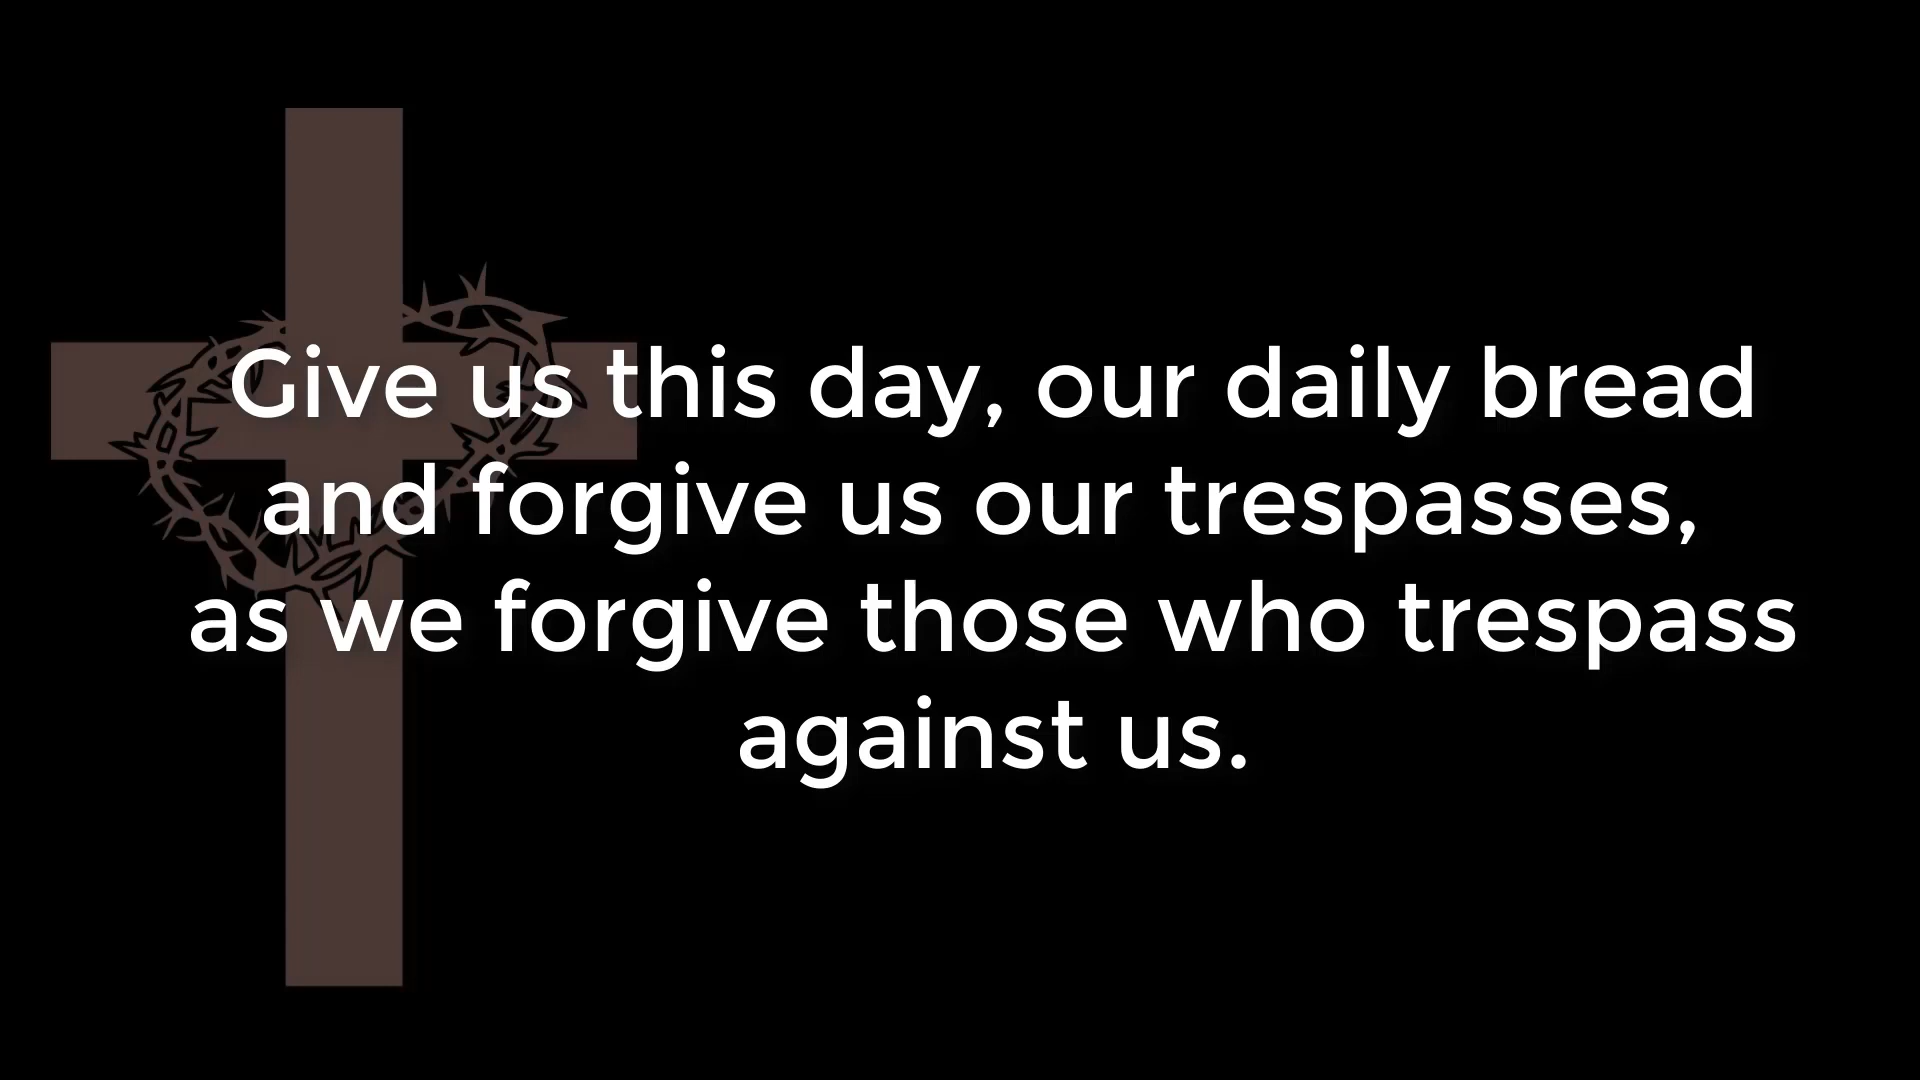 Give us this day, our daily bread
and forgive us our trespasses,
as we forgive those who trespass
against us.